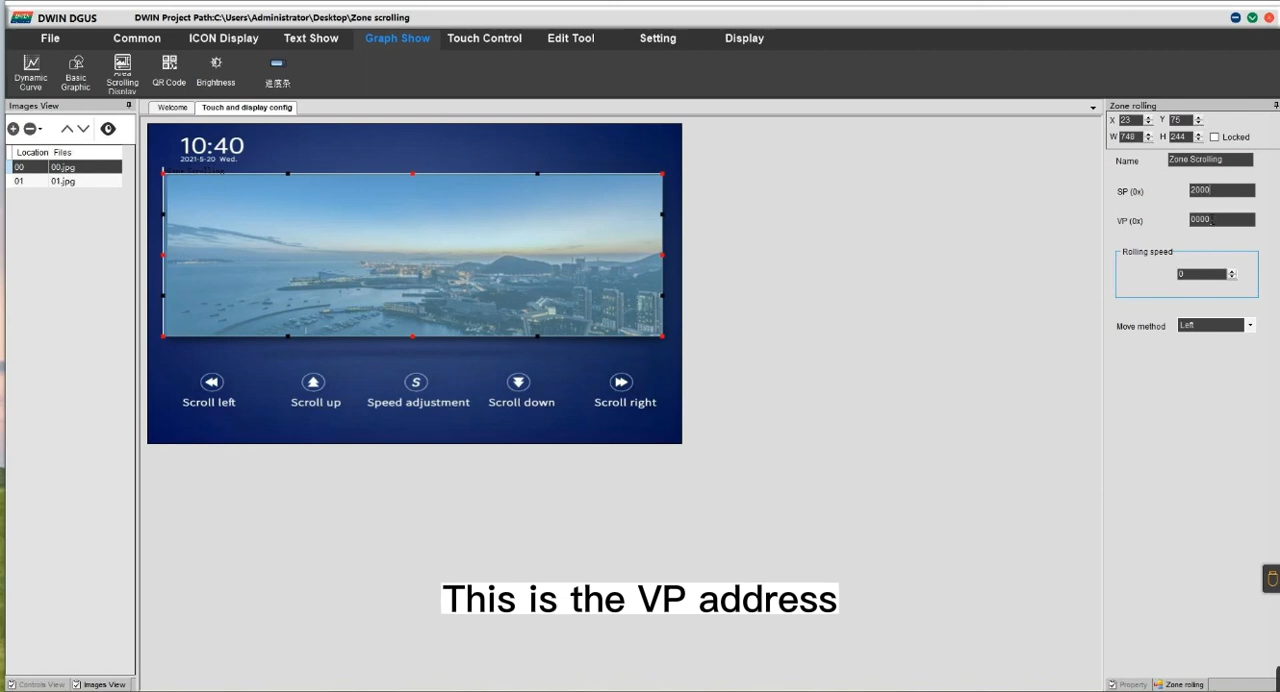 DWIN DGUS DWIN Project Path:C:\Users\Administrator\Desktop\Zone scrolling
File Common ICON Display Text Show Graph Show Touch Control Edit Tool Setting Display
Dynamic Curve
Basic Graphic
Area Scrolling Display
QR Code
Brightness
进度条
Images View
Welcome Touch and display config
Location Files
00 00.jpg
01 01.jpg
10:40
2021-5-20 Wed.
Scroll left Scroll up Speed adjustment Scroll down Scroll right
S
Zone rolling
X 23 Y 75
W 748 H 244 Locked
Name Zone Scrolling
SP (0x) 2000
VP (0x) 0000
Rolling speed
0
Move method Left
This is the VP address
Controls View Images View
Property Zone rolling